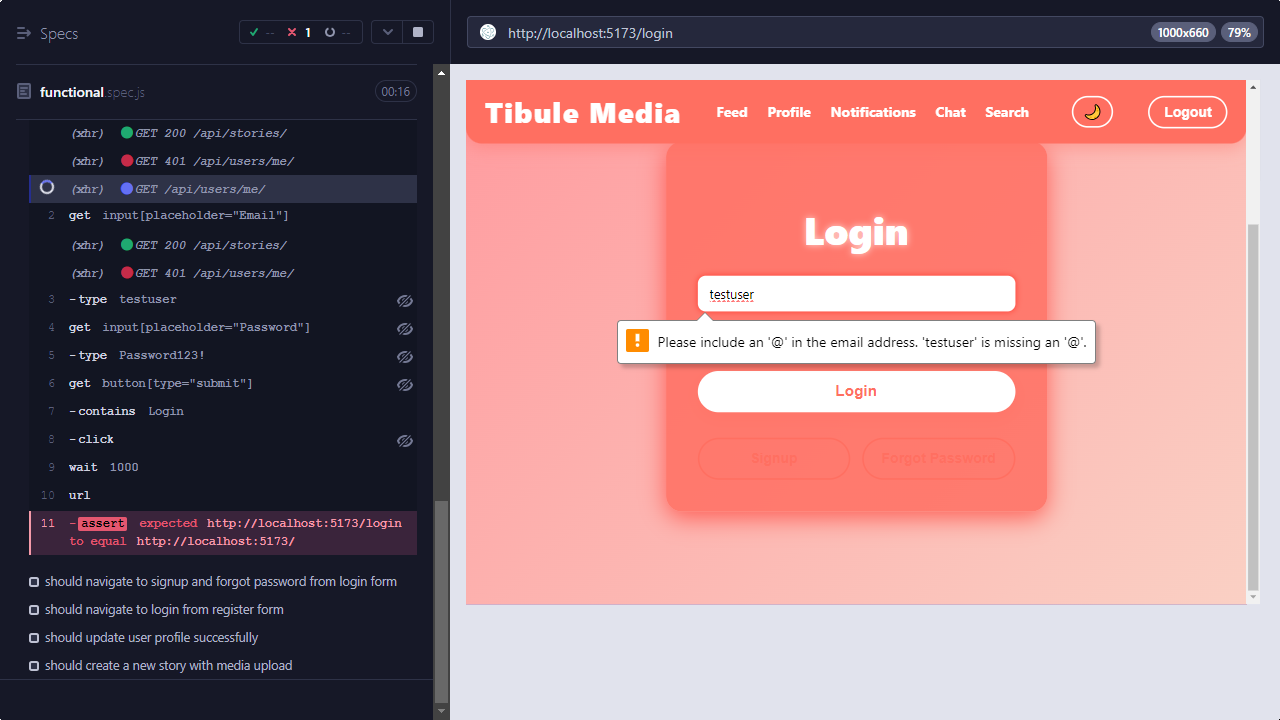 Specs
-- 1 --
functional.spec.js
00:16
(xhr) GET 200 /api/stories/
(xhr) GET 401 /api/users/me/
(xhr) GET /api/users/me/
2 get input[placeholder="Email"]
(xhr) GET 200 /api/stories/
(xhr) GET 401 /api/users/me/
3 -type testuser
4 get input[placeholder="Password"]
5 -type Password123!
6 get button[type="submit"]
7 -contains Login
8 -click
9 wait 1000
10 url
11 -assert expected http://localhost:5173/login
to equal http://localhost:5173/
should navigate to signup and forgot password from login form
should navigate to login from register form
should update user profile successfully
should create a new story with media upload
http://localhost:5173/login
1000x660 79%
Tibule Media Feed Profile Notifications Chat Search Logout
Login
testuser
! Please include an '@' in the email address. 'testuser' is missing an '@'.
Login
Signup Forgot Password